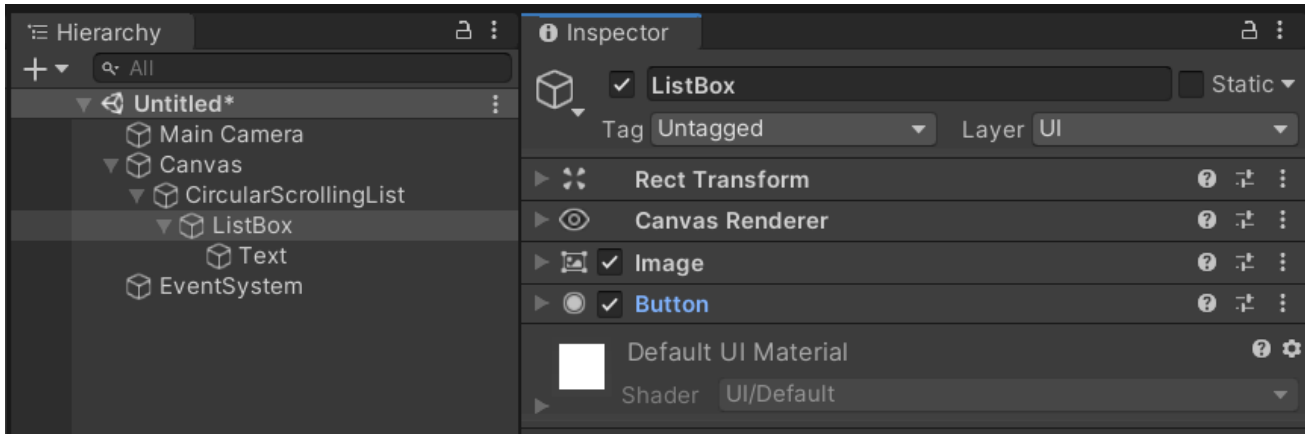 Hierarchy
All
Untitled*
Main Camera
Canvas
CircularScrollingList
ListBox
Text
EventSystem
Inspector
ListBox
Static
Tag Untagged Layer UI
Rect Transform
Canvas Renderer
Image
Button
Default UI Material
Shader UI/Default